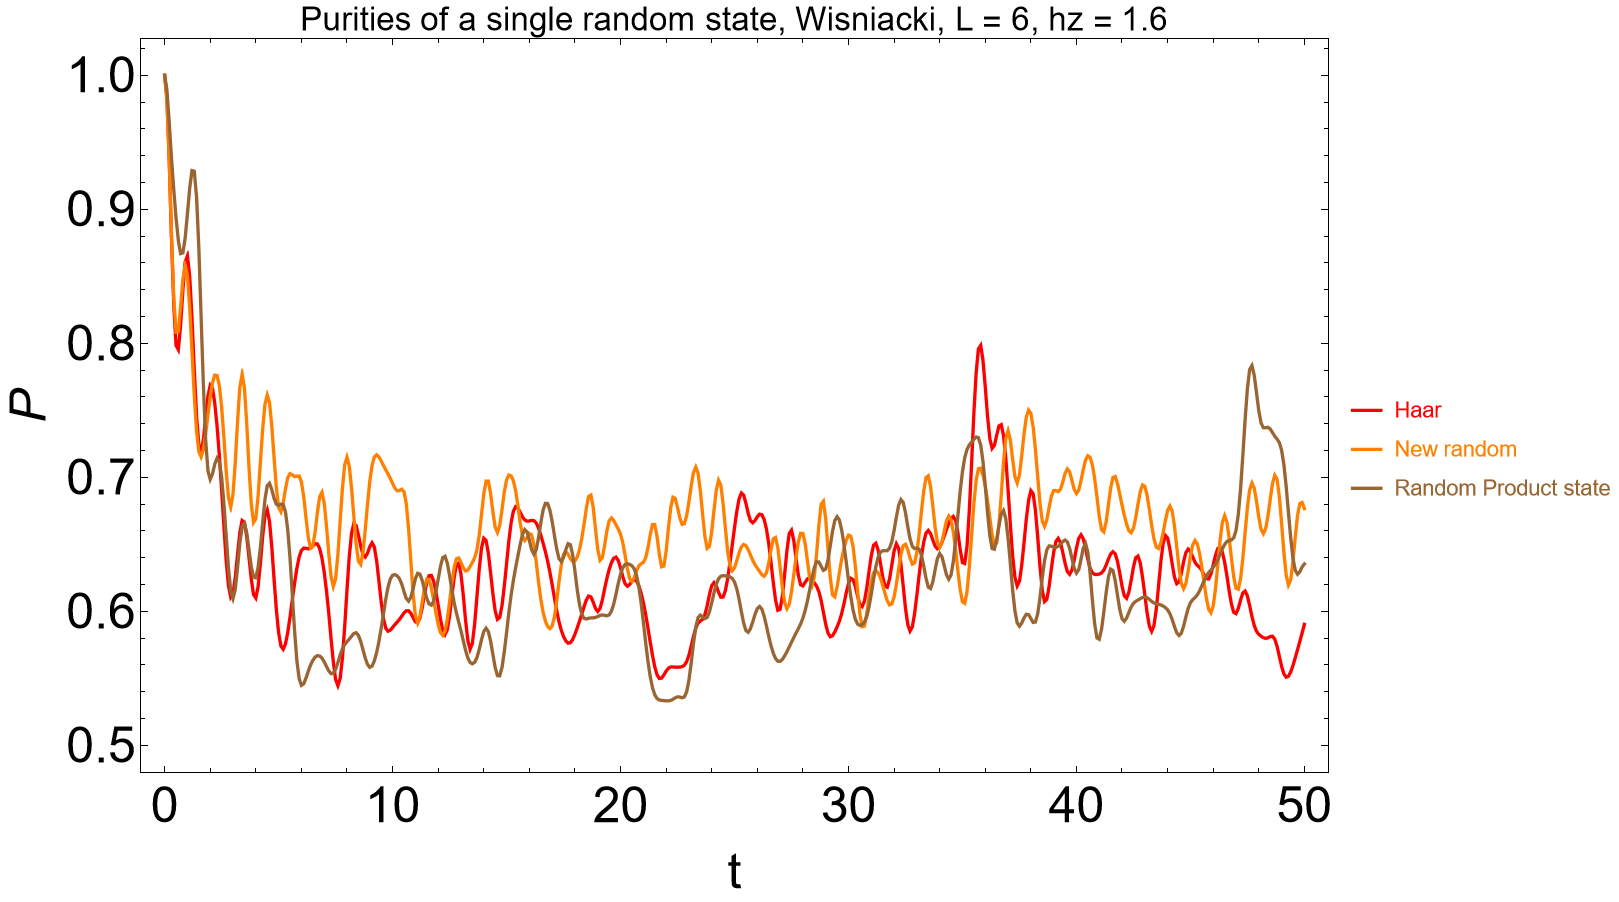 Purities of a single random state, Wisniacki, L = 6, hz = 1.6
1.0
0.9
0.8
0.7
0.6
0.5
P
0 10 20 30 40 50
t
Haar
New random
Random Product state